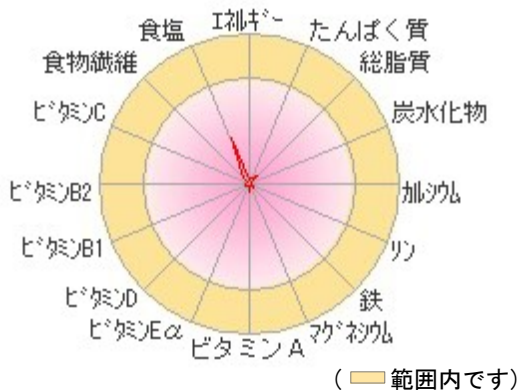 エネルギー
たんぱく質
総脂質
炭水化物
カルシウム
リン
鉄
マグネシウム
ビタミンA
ビタミンEα
ビタミンD
ビタミンB1
ビタミンB2
ビタミンC
食物繊維
食塩
(範囲内です)